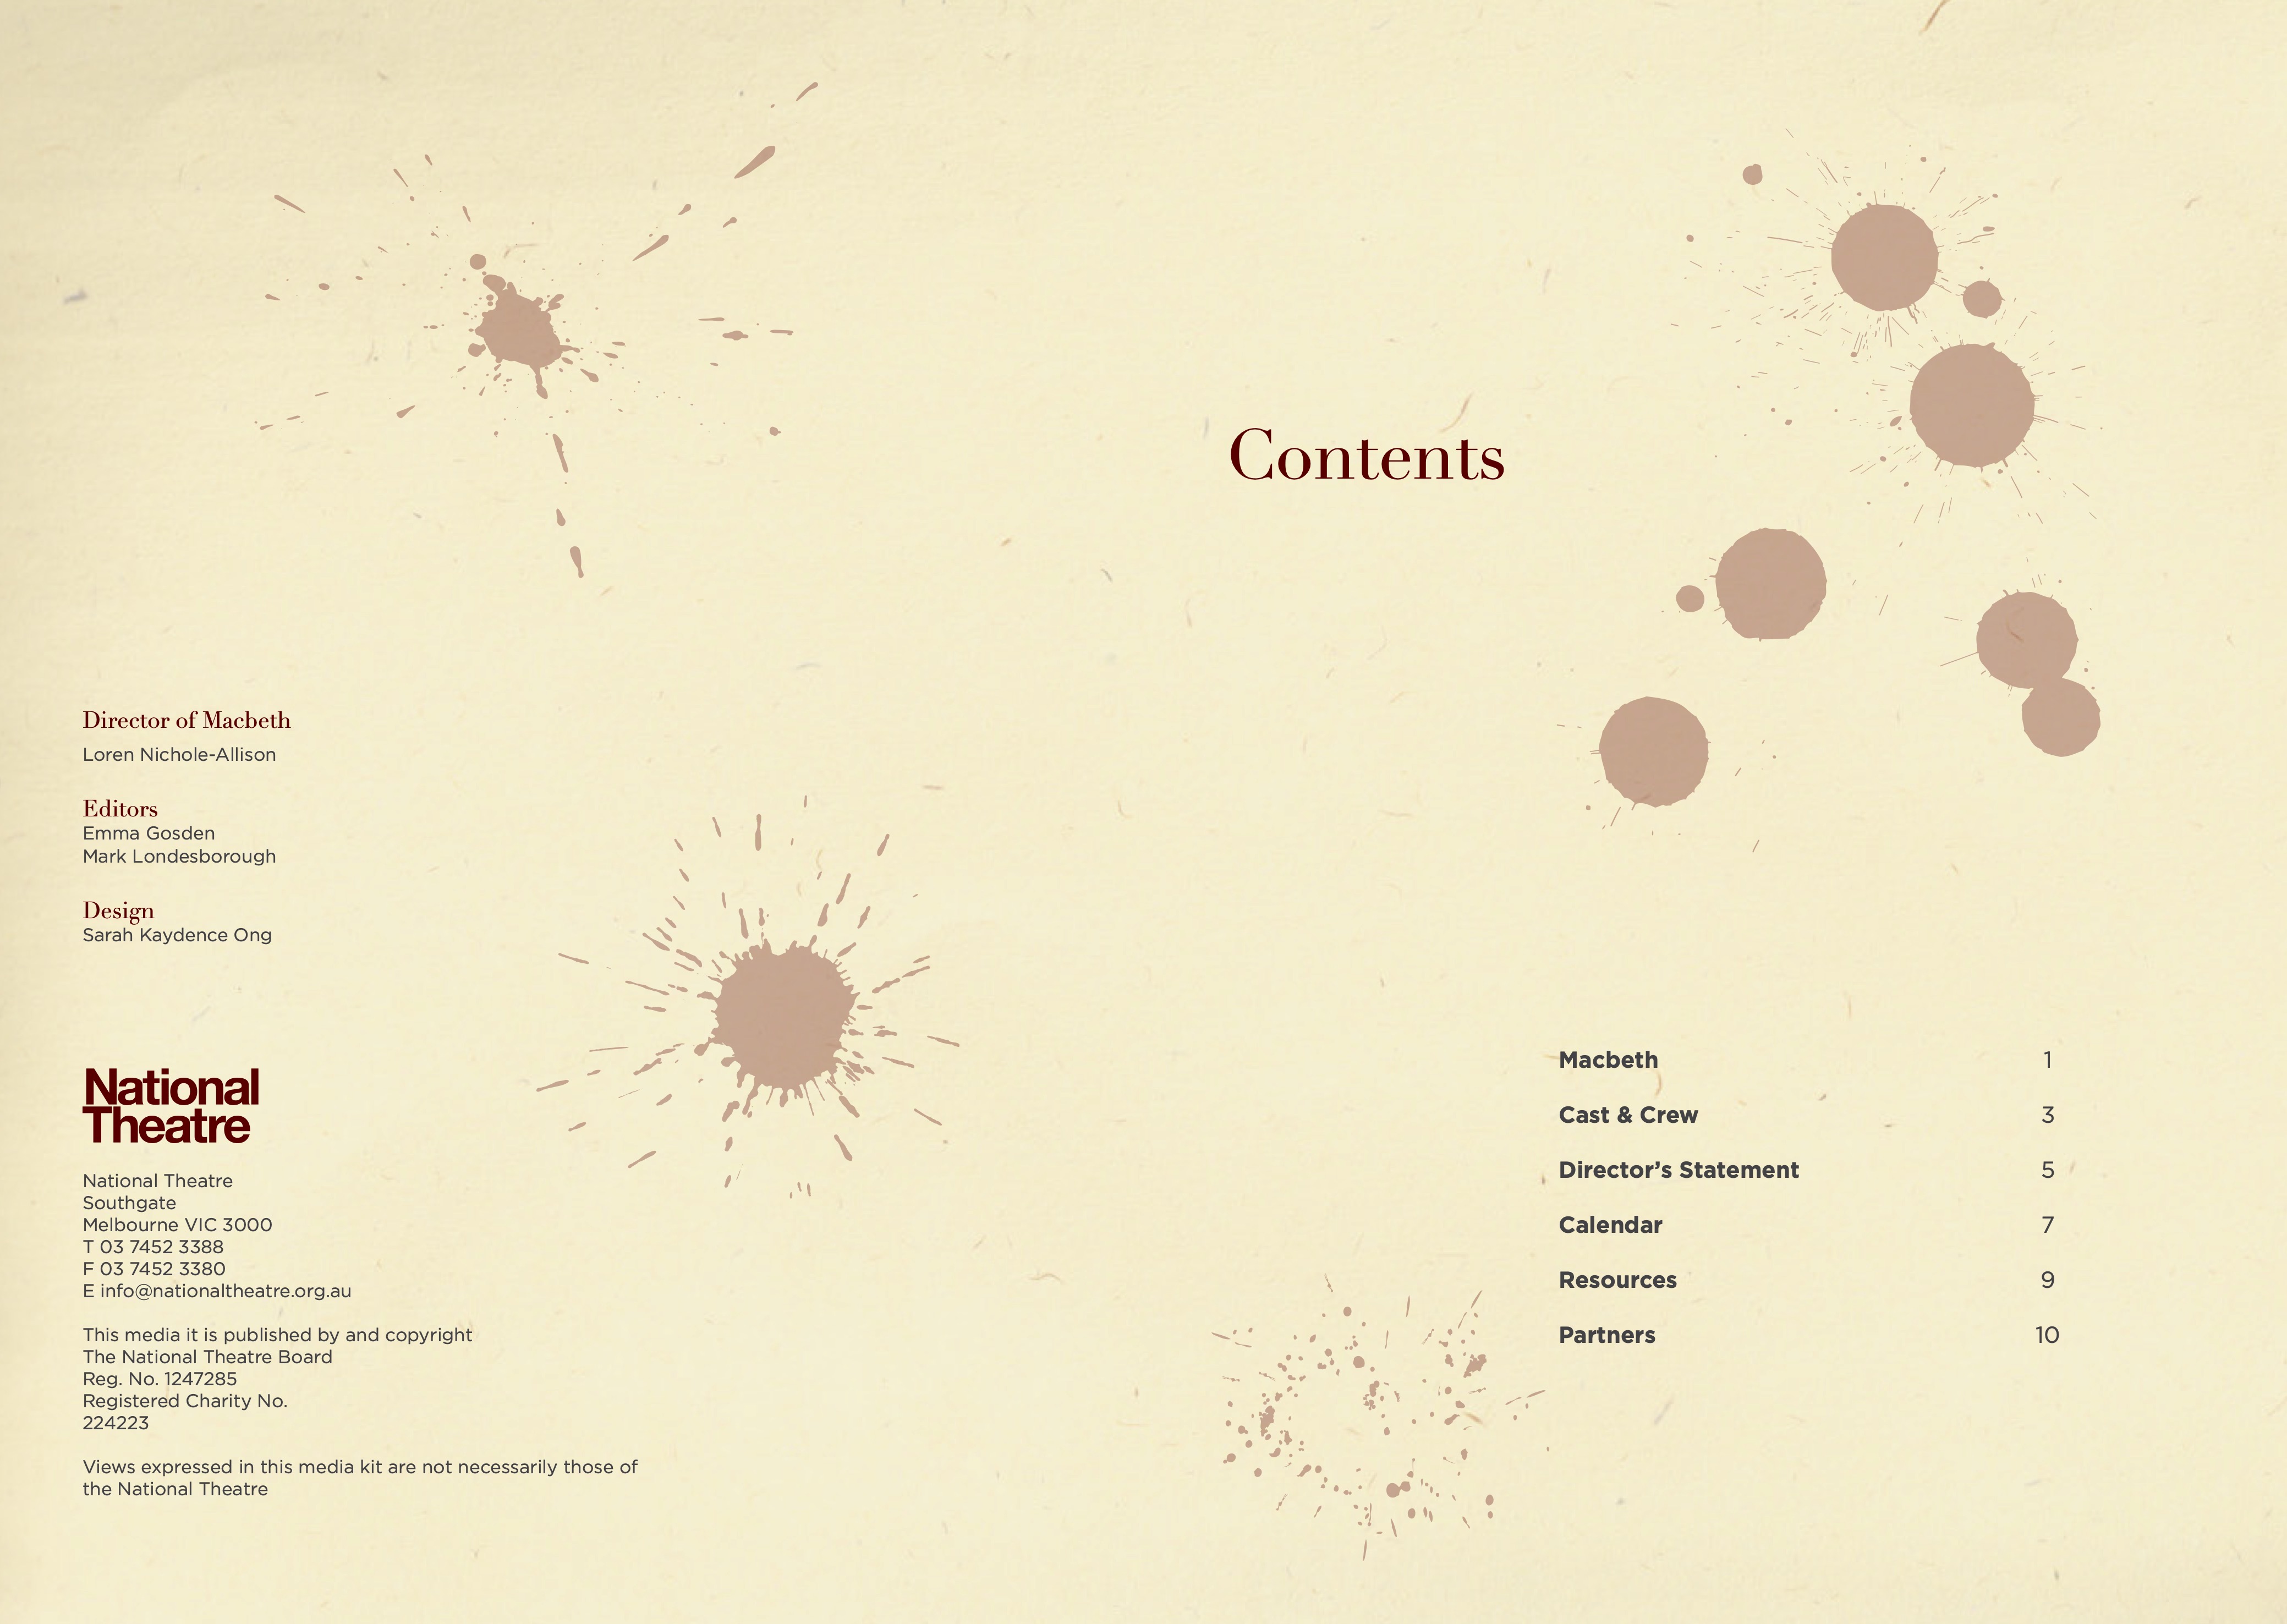 Director of Macbeth
Loren Nichole-Allison
Editors
Emma Gosden
Mark Londesborough
Design
Sarah Kaydence Ong
National
Theatre
National Theatre
Southgate
Melbourne VIC 3000
T 03 7452 3388
F 03 7452 3380
E info@nationaltheatre.org.au
This media it is published by and copyright
The National Theatre Board
Reg. No. 1247285
Registered Charity No.
224223
Views expressed in this media kit are not necessarily those of
the National Theatre
Contents
Macbeth 1
Cast & Crew 3
Director’s Statement 5
Calendar 7
Resources 9
Partners 10